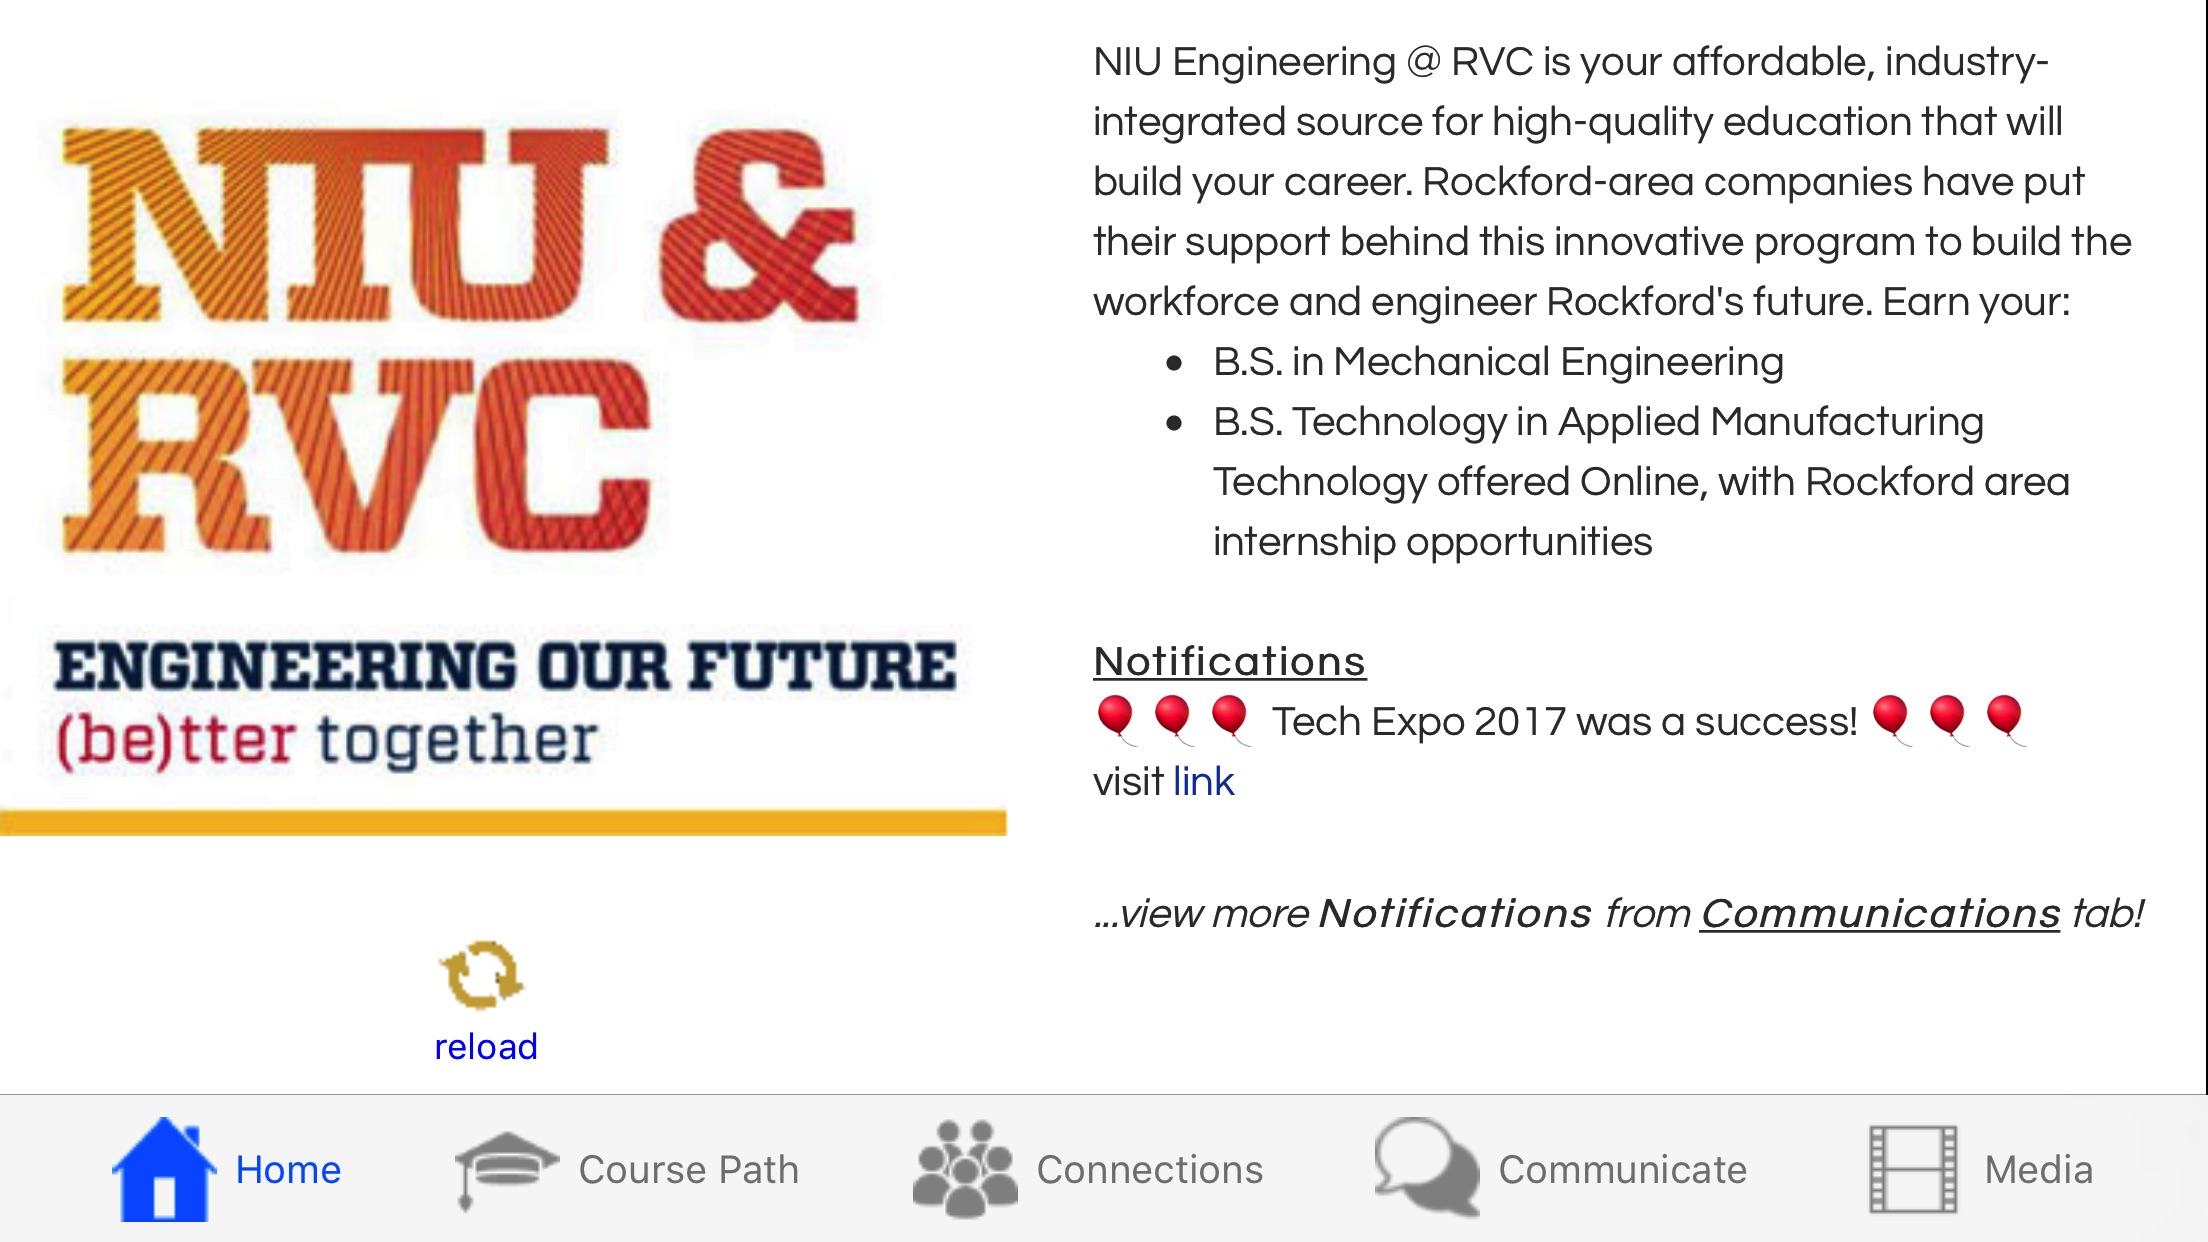 NIU &
RVC
ENGINEERING OUR FUTURE
(be)tter together
reload
NIU Engineering @ RVC is your affordable, industry-
integrated source for high-quality education that will
build your career. Rockford-area companies have put
their support behind this innovative program to build the
workforce and engineer Rockford's future. Earn your:
• B.S. in Mechanical Engineering
• B.S. Technology in Applied Manufacturing
Technology offered Online, with Rockford area
internship opportunities
Notifications
🎈🎈🎈 Tech Expo 2017 was a success! 🎈🎈🎈
visit link
...view more Notifications from Communications tab!
Home
Course Path
Connections
Communicate
Media